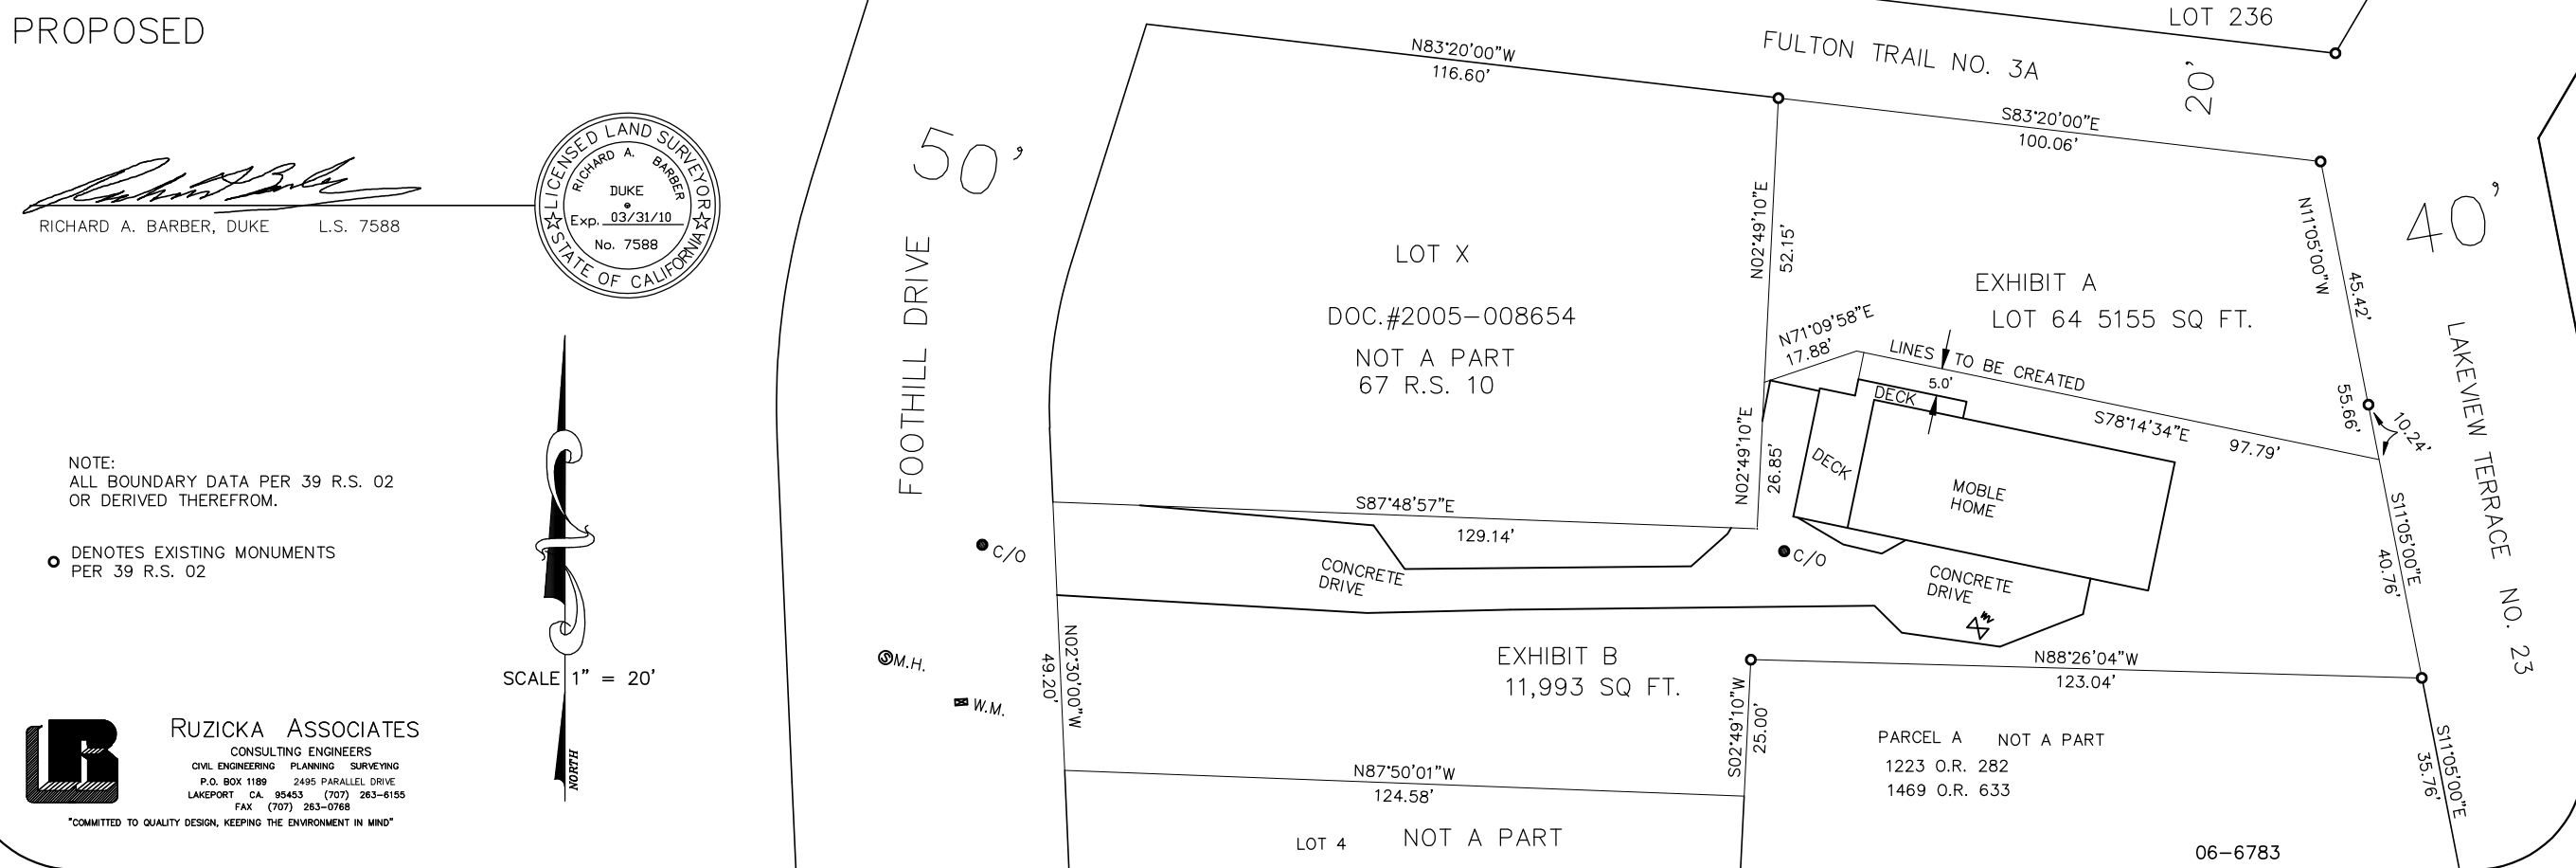 PROPOSED
RICHARD A. BARBER, DUKE L.S. 7588
LICENSED LAND SURVEYOR
RICHARD A. BARBER
DUKE
Exp. 03/31/10
No. 7588
STATE OF CALIFORNIA
NOTE:
ALL BOUNDARY DATA PER 39 R.S. 02
OR DERIVED THEREFROM.
DENOTES EXISTING MONUMENTS
PER 39 R.S. 02
SCALE 1" = 20'
NORTH
RUZICKA ASSOCIATES
CONSULTING ENGINEERS
CIVIL ENGINEERING PLANNING SURVEYING
P.O. BOX 1189 2495 PARALLEL DRIVE
LAKEPORT CA. 95453 (707) 263-6155
FAX (707) 263-0768
"COMMITTED TO QUALITY DESIGN, KEEPING THE ENVIRONMENT IN MIND"
50'
FOOTHILL DRIVE
C/O
M.H.
W.M.
N83°20'00"W
116.60'
LOT X
DOC.#2005-008654
NOT A PART
67 R.S. 10
N02°49'10"E
52.15'
N02°49'10"E
26.85'
S87°48'57"E
129.14'
CONCRETE
DRIVE
N02°30'00"W
49.20'
EXHIBIT B
11,993 SQ FT.
N87°50'01"W
124.58'
LOT 4 NOT A PART
FULTON TRAIL NO. 3A
LOT 236
20'
S83°20'00"E
100.06'
EXHIBIT A
LOT 64 5155 SQ FT.
N11°05'00"W
45.42'
40'
LAKEVIEW TERRACE NO. 23
N71°09'58"E
17.88'
LINES TO BE CREATED
5.0'
DECK
S78°14'34"E 97.79'
55.66'
10.24'
DECK
MOBLE
HOME
S11°05'00"E
40.76'
C/O
CONCRETE
DRIVE
WV
N88°26'04"W
123.04'
S02°49'10"W
25.00'
PARCEL A NOT A PART
1223 O.R. 282
1469 O.R. 633
S11°05'00"E
35.76'
06-6783